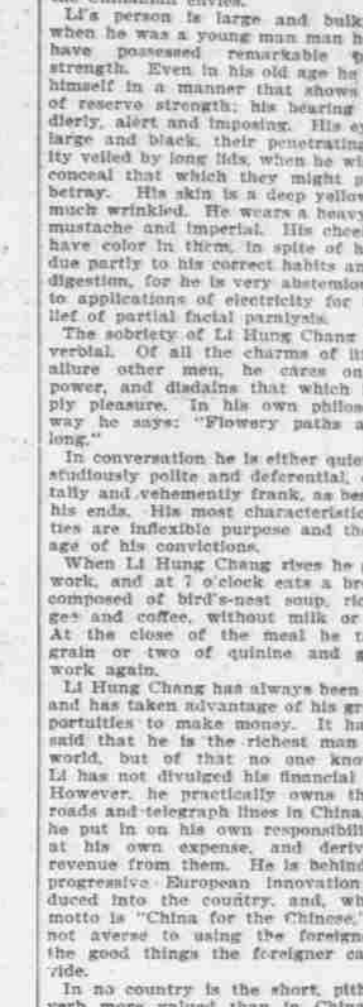 Li's person is large and bulk
when he was a young man man h
have possessed remarkable
strength. Even in his old age he
himself in a manner that shows
of reserve strength; his bearing
dierly, alert and imposing. His e
large and black, their penetrating
ity veiled by long lids, when he wi
conceal that which they might
betray. His skin is a deep yellow
much wrinkled. He wears a heav
mustache and imperial. His chee
have color in them, in spite of h
due partly to his correct habits a
digestion, for he is very abstemio
to applications of electricity for
lief of partial facial paralysis.
The sobriety of Li Hung Chang
verbial. Of all the charms of li
allure other men, he cares on
power, and disdains that which
ply pleasure. In his own philos
way he says: "Flowery paths a
long."
In conversation he is either quie
studiously polite and deferential,
tally and vehemently frank, as be
his ends. His most characteristic
ties are inflexible purpose and th
age of his convictions.
When Li Hung Chang rises he
work, and at 7 o'clock eats a br
composed of bird's-nest soup, ric
ges and coffee, without milk or
At the close of the meal he t
grain or two of quinine and g
work again.
Li Hung Chang has always been
and has taken advantage of his gr
portuities to make money. It ha
said that he is the richest man
world, but of that no one kno
Li has not divulged his financial
However, he practically owns th
roads and telegraph lines in China,
he put in on his own responsibili
at his own expense, and deriv
revenue from them. He is behind
progressive European innovation
duced into the country, and, wh
motto is "China for the Chinese,"
not averse to using the foreign
the good things the foreigner ca
vide.
In no country is the short, pith
verb more valued than in Chi